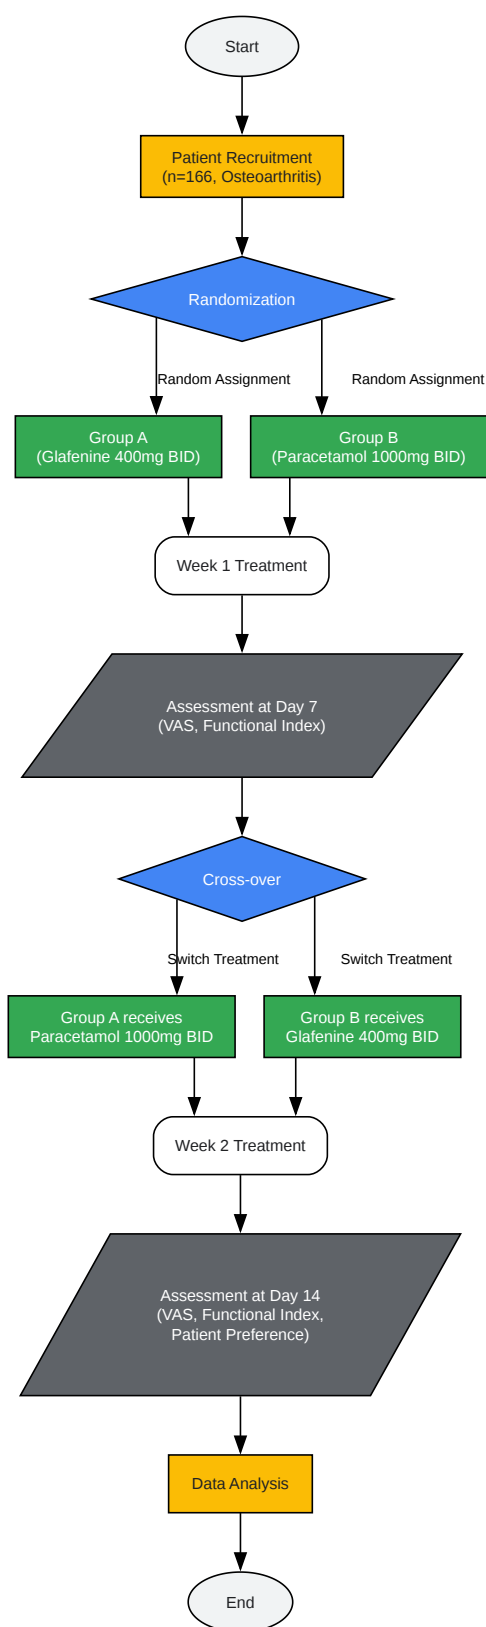 Start
Patient Recruitment
(n=166, Osteoarthritis)
Randomization
Random Assignment
Random Assignment
Group A
(Glafenine 400mg BID)
Group B
(Paracetamol 1000mg BID)
Week 1 Treatment
Assessment at Day 7
(VAS, Functional Index)
Cross-over
Switch Treatment
Switch Treatment
Group A receives
Paracetamol 1000mg BID
Group B receives
Glafenine 400mg BID
Week 2 Treatment
Assessment at Day 14
(VAS, Functional Index,
Patient Preference)
Data Analysis
End